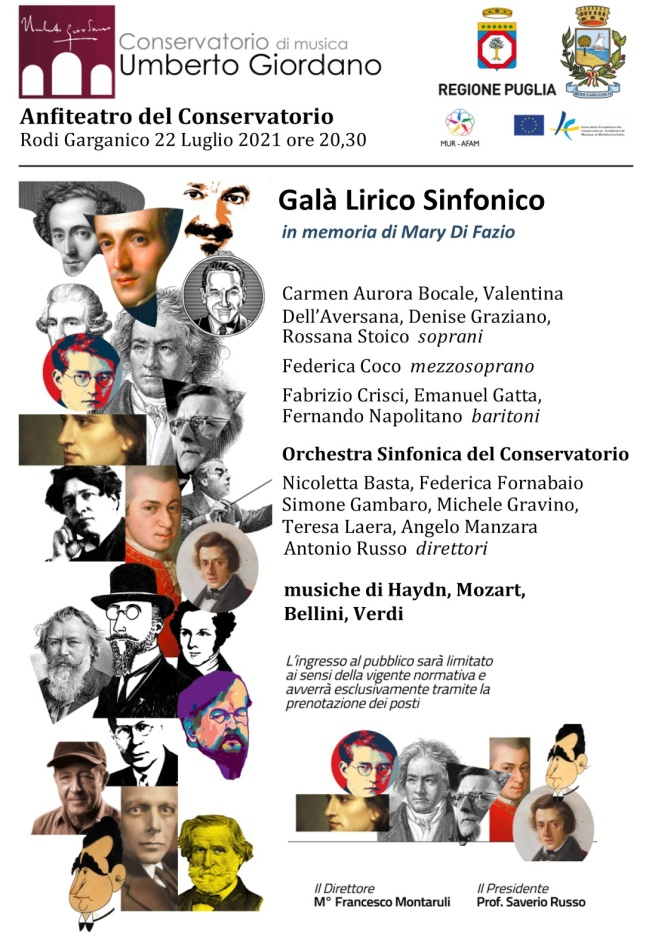 Conservatorio di musica
Umberto Giordano
REGIONE PUGLIA
RODI GARGANICO
MUR - AFAM
Anfiteatro del Conservatorio
Rodi Garganico 22 Luglio 2021 ore 20,30
Galà Lirico Sinfonico
in memoria di Mary Di Fazio
Carmen Aurora Bocale, Valentina
Dell’Aversana, Denise Graziano,
Rossana Stoico soprani
Federica Coco mezzosoprano
Fabrizio Crisci, Emanuel Gatta,
Fernando Napolitano baritoni
Orchestra Sinfonica del Conservatorio
Nicoletta Basta, Federica Fornabaio
Simone Gambaro, Michele Gravino,
Teresa Laera, Angelo Manzara
Antonio Russo direttori
musiche di Haydn, Mozart,
Bellini, Verdi
L’ingresso al pubblico sarà limitato
ai sensi della vigente normativa e
avverrà esclusivamente tramite la
prenotazione dei posti
Il Direttore
M° Francesco Montaruli
Il Presidente
Prof. Saverio Russo